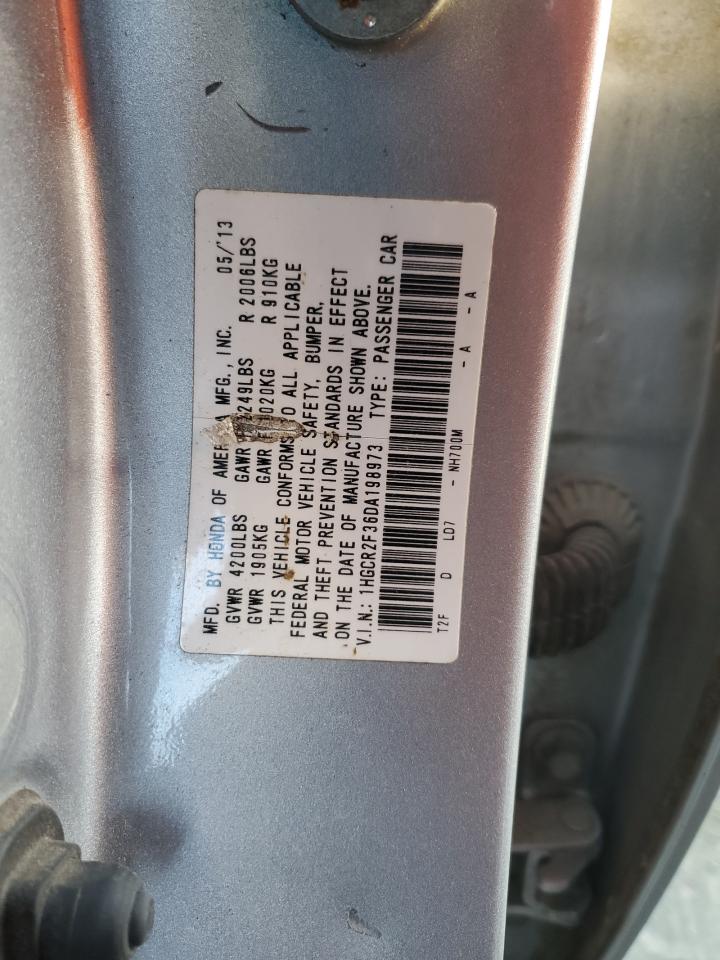 MFD. BY HONDA OF AMER MFG., INC. 05/'13
GVWR 4200LBS GAWR 249LBS R 2006LBS
GVWR 1905KG GAWR 020KG R 910KG
THIS VEHICLE CONFORMS TO ALL APPLICABLE
FEDERAL MOTOR VEHICLE SAFETY, BUMPER,
AND THEFT PREVENTION STANDARDS IN EFFECT
ON THE DATE OF MANUFACTURE SHOWN ABOVE.
V.I.N.: 1HGCR2F36DA198973 TYPE: PASSENGER CAR
T2F D LD7 - NH700M - A - A